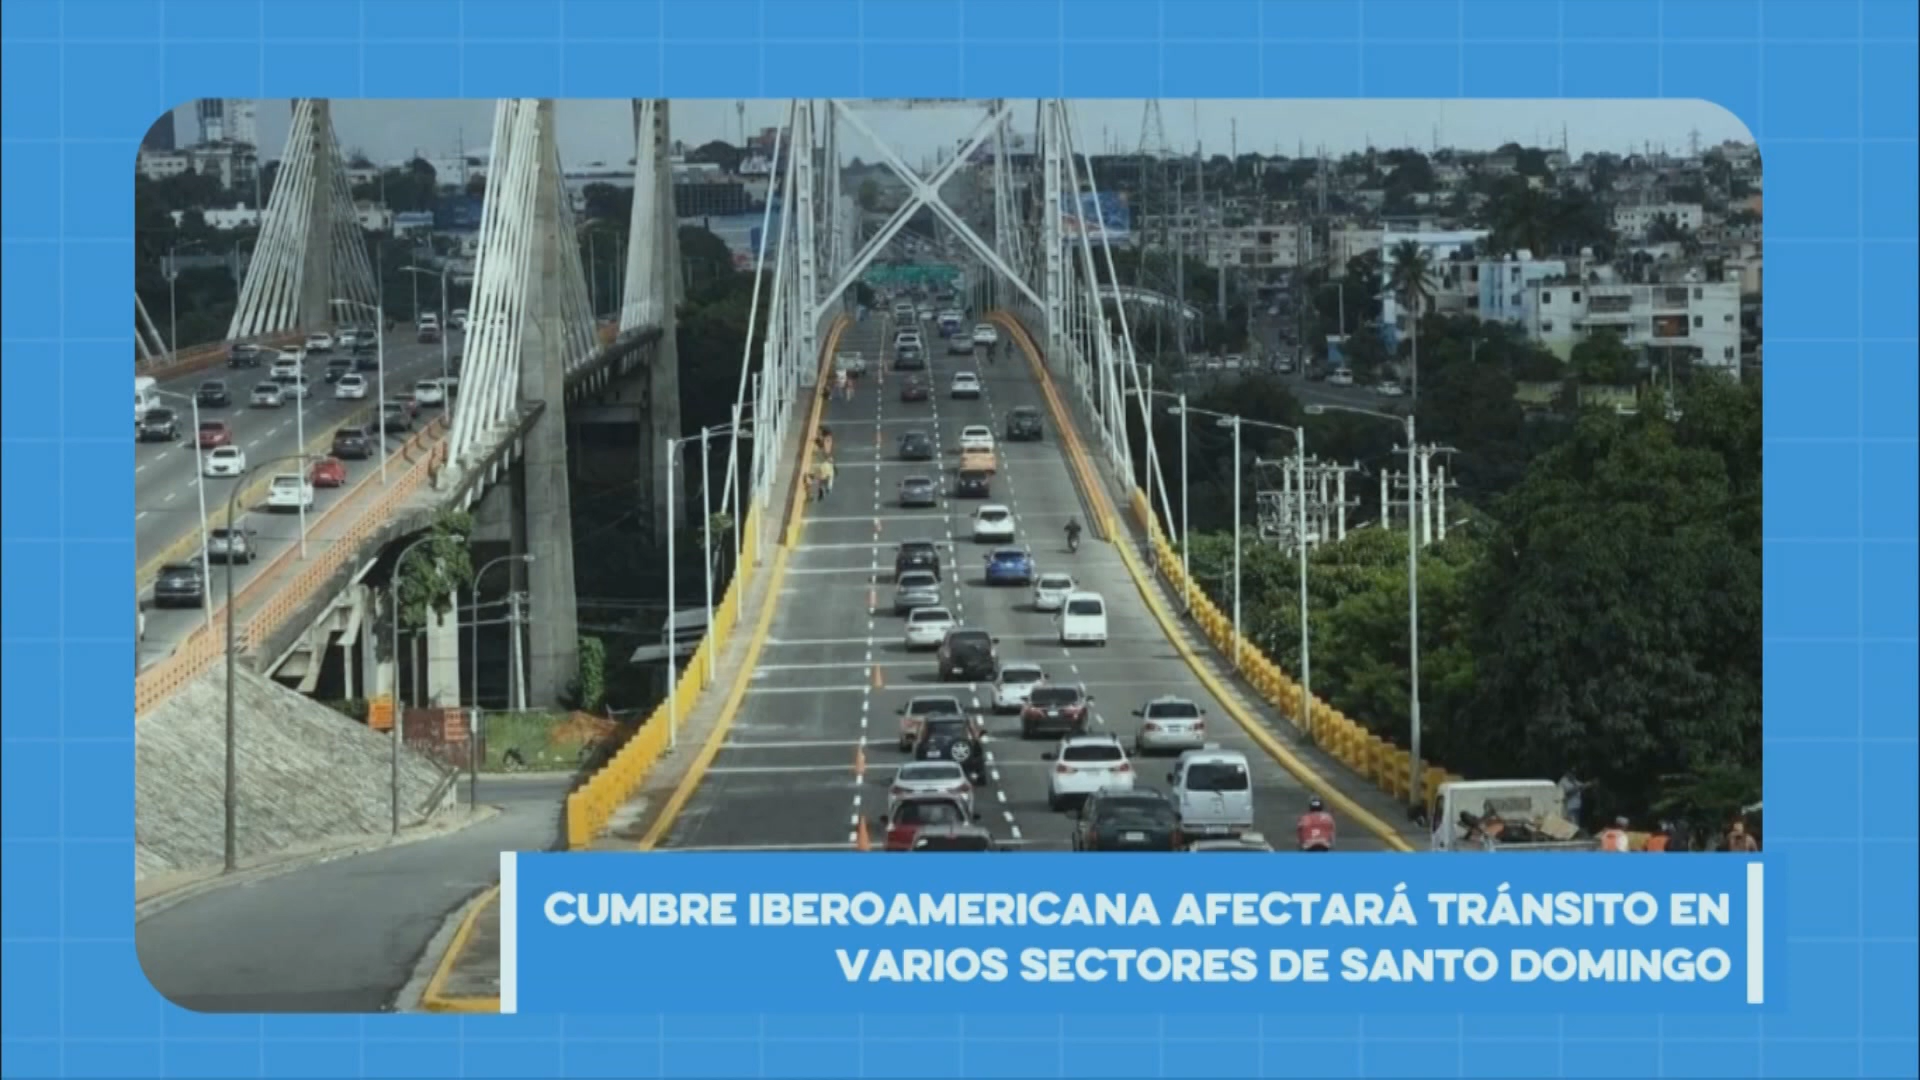 CUMBRE IBEROAMERICANA AFECTARÁ TRÁNSITO EN
VARIOS SECTORES DE SANTO DOMINGO